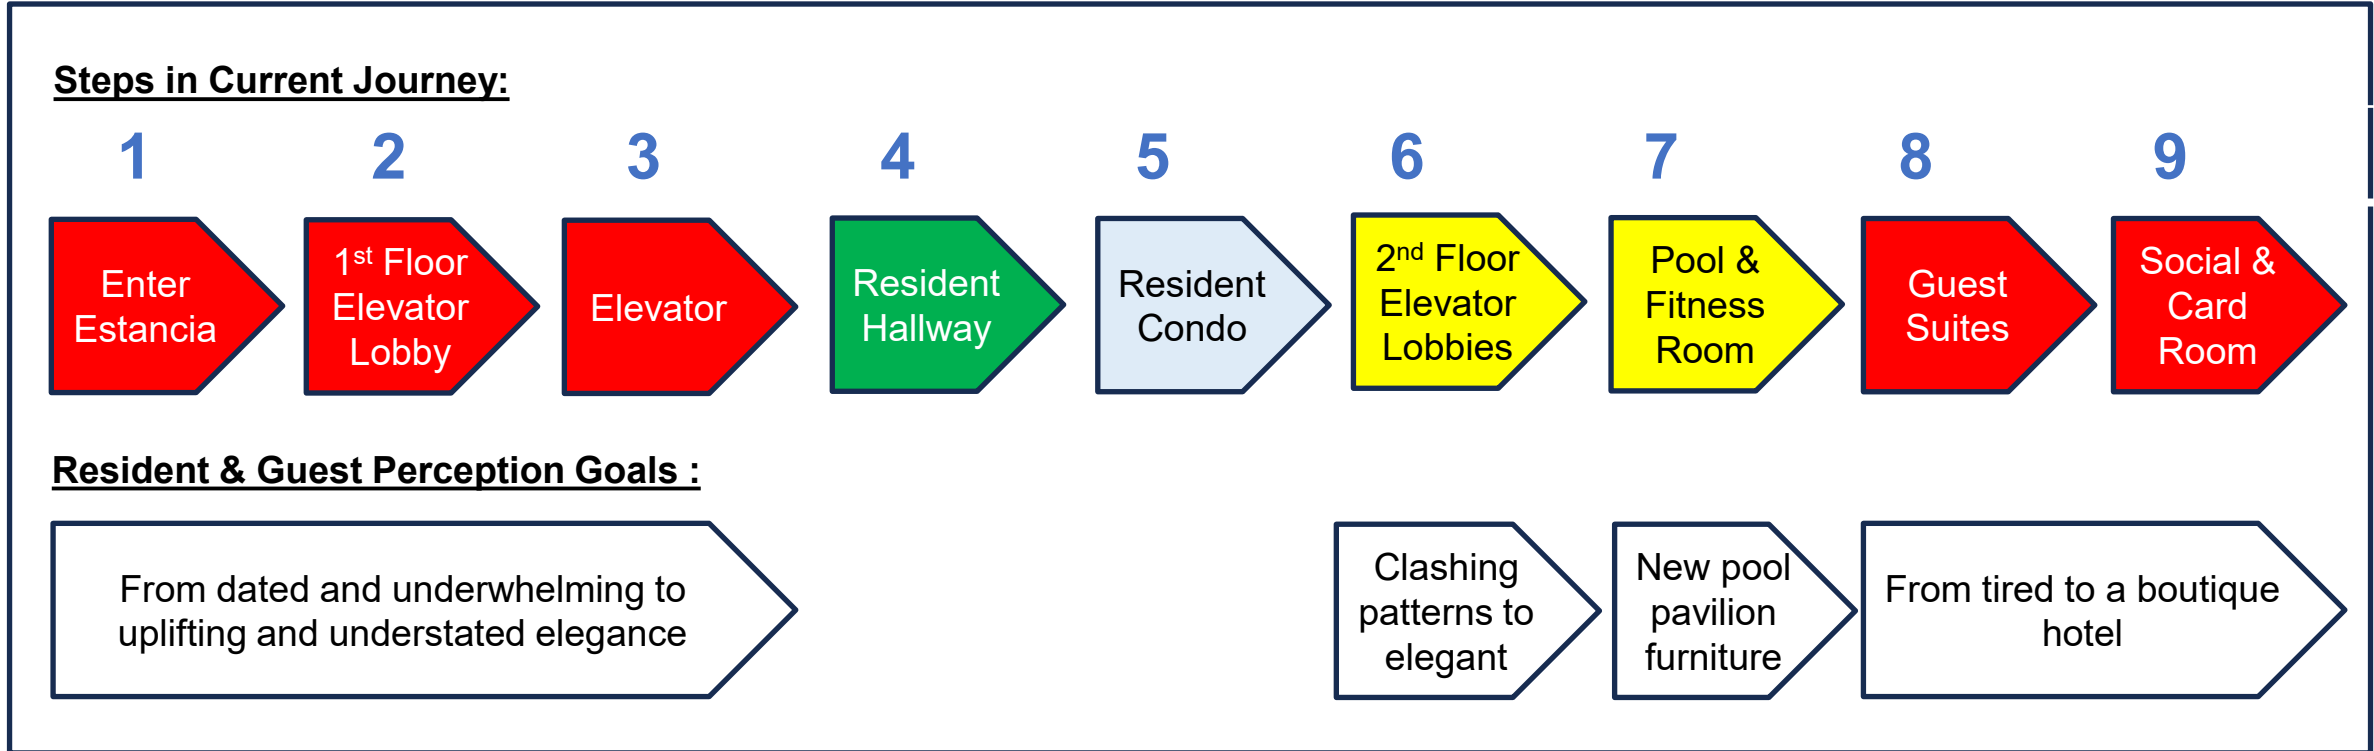 Steps in Current Journey:
1 2 3 4 5 6 7 8 9
Enter
Estancia
1st Floor
Elevator
Lobby
Elevator
Resident
Hallway
Resident
Condo
2nd Floor
Elevator
Lobbies
Pool &
Fitness
Room
Guest
Suites
Social &
Card
Room
Resident & Guest Perception Goals :
From dated and underwhelming to
uplifting and understated elegance
Clashing
patterns to
elegant
New pool
pavilion
furniture
From tired to a boutique
hotel